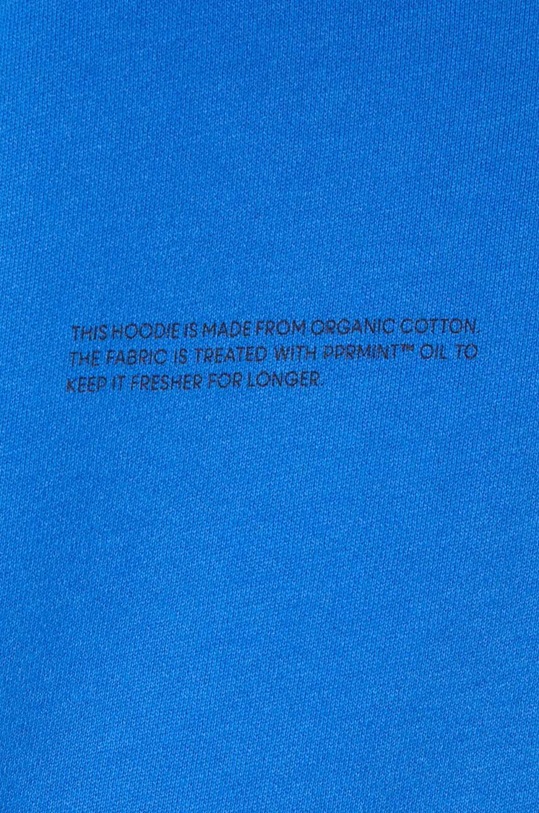 THIS HOODIE IS MADE FROM ORGANIC COTTON.
THE FABRIC IS TREATED WITH PPRMINT™ OIL TO
KEEP IT FRESHER FOR LONGER.